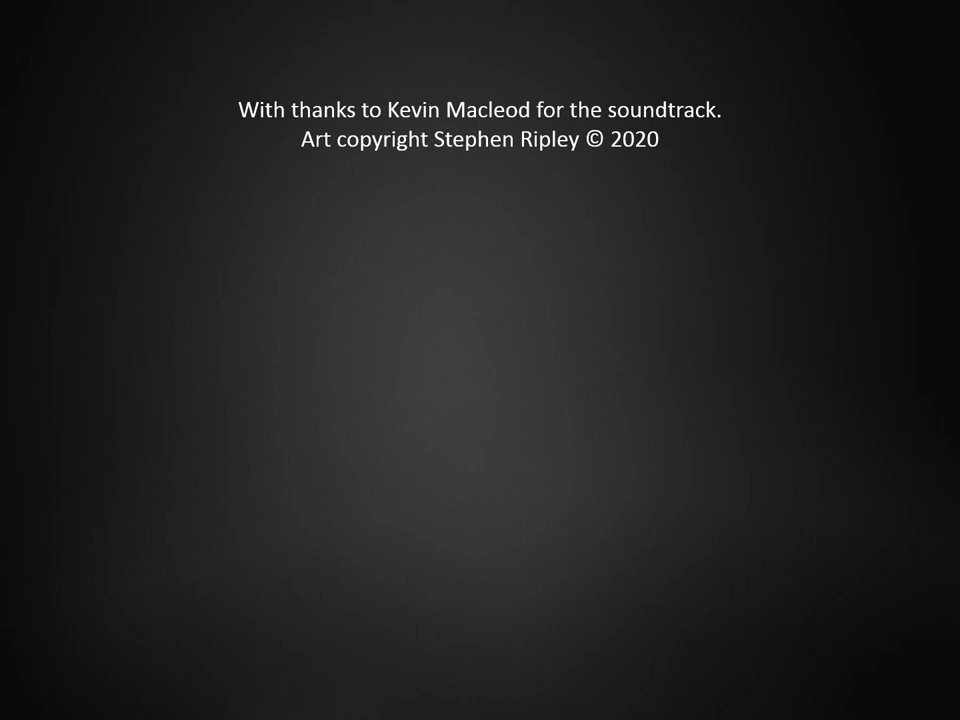 With thanks to Kevin Macleod for the soundtrack.
Art copyright Stephen Ripley © 2020